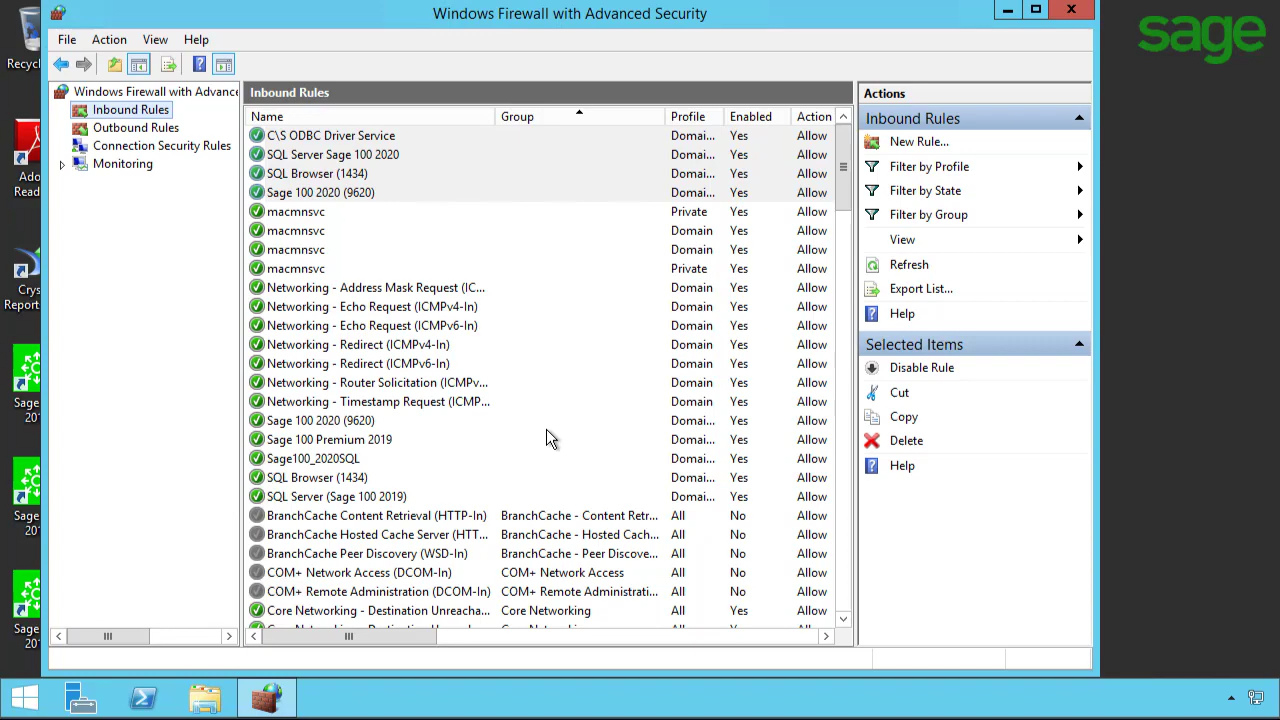 Windows Firewall with Advanced Security
sage
Recyc
File Action View Help
Windows Firewall with Advance
Inbound Rules
Outbound Rules
Connection Security Rules
Monitoring
Inbound Rules
Name Group Profile Enabled Action
C\S ODBC Driver Service Domai... Yes Allow
SQL Server Sage 100 2020 Domai... Yes Allow
SQL Browser (1434) Domai... Yes Allow
Sage 100 2020 (9620) Domai... Yes Allow
macmnsvc Private Yes Allow
macmnsvc Domain Yes Allow
macmnsvc Domain Yes Allow
macmnsvc Private Yes Allow
Networking - Address Mask Request (IC... Domain Yes Allow
Networking - Echo Request (ICMPv4-In) Domain Yes Allow
Networking - Echo Request (ICMPv6-In) Domain Yes Allow
Networking - Redirect (ICMPv4-In) Domain Yes Allow
Networking - Redirect (ICMPv6-In) Domain Yes Allow
Networking - Router Solicitation (ICMPv... Domain Yes Allow
Networking - Timestamp Request (ICMP... Domain Yes Allow
Sage 100 2020 (9620) Domai... Yes Allow
Sage 100 Premium 2019 Domai... Yes Allow
Sage100_2020SQL Domai... Yes Allow
SQL Browser (1434) Domai... Yes Allow
SQL Server (Sage 100 2019) Domai... Yes Allow
BranchCache Content Retrieval (HTTP-In) BranchCache - Content Retr... All No Allow
BranchCache Hosted Cache Server (HTT... BranchCache - Hosted Cach... All No Allow
BranchCache Peer Discovery (WSD-In) BranchCache - Peer Discove... All No Allow
COM+ Network Access (DCOM-In) COM+ Network Access All No Allow
COM+ Remote Administration (DCOM-In) COM+ Remote Administrati... All No Allow
Core Networking - Destination Unreacha... Core Networking All Yes Allow
Actions
Inbound Rules
New Rule...
Filter by Profile
Filter by State
Filter by Group
View
Refresh
Export List...
Help
Selected Items
Disable Rule
Cut
Copy
Delete
Help
Ado
Read
Crys
Report
Sage
201
Sage
201
Sage
201